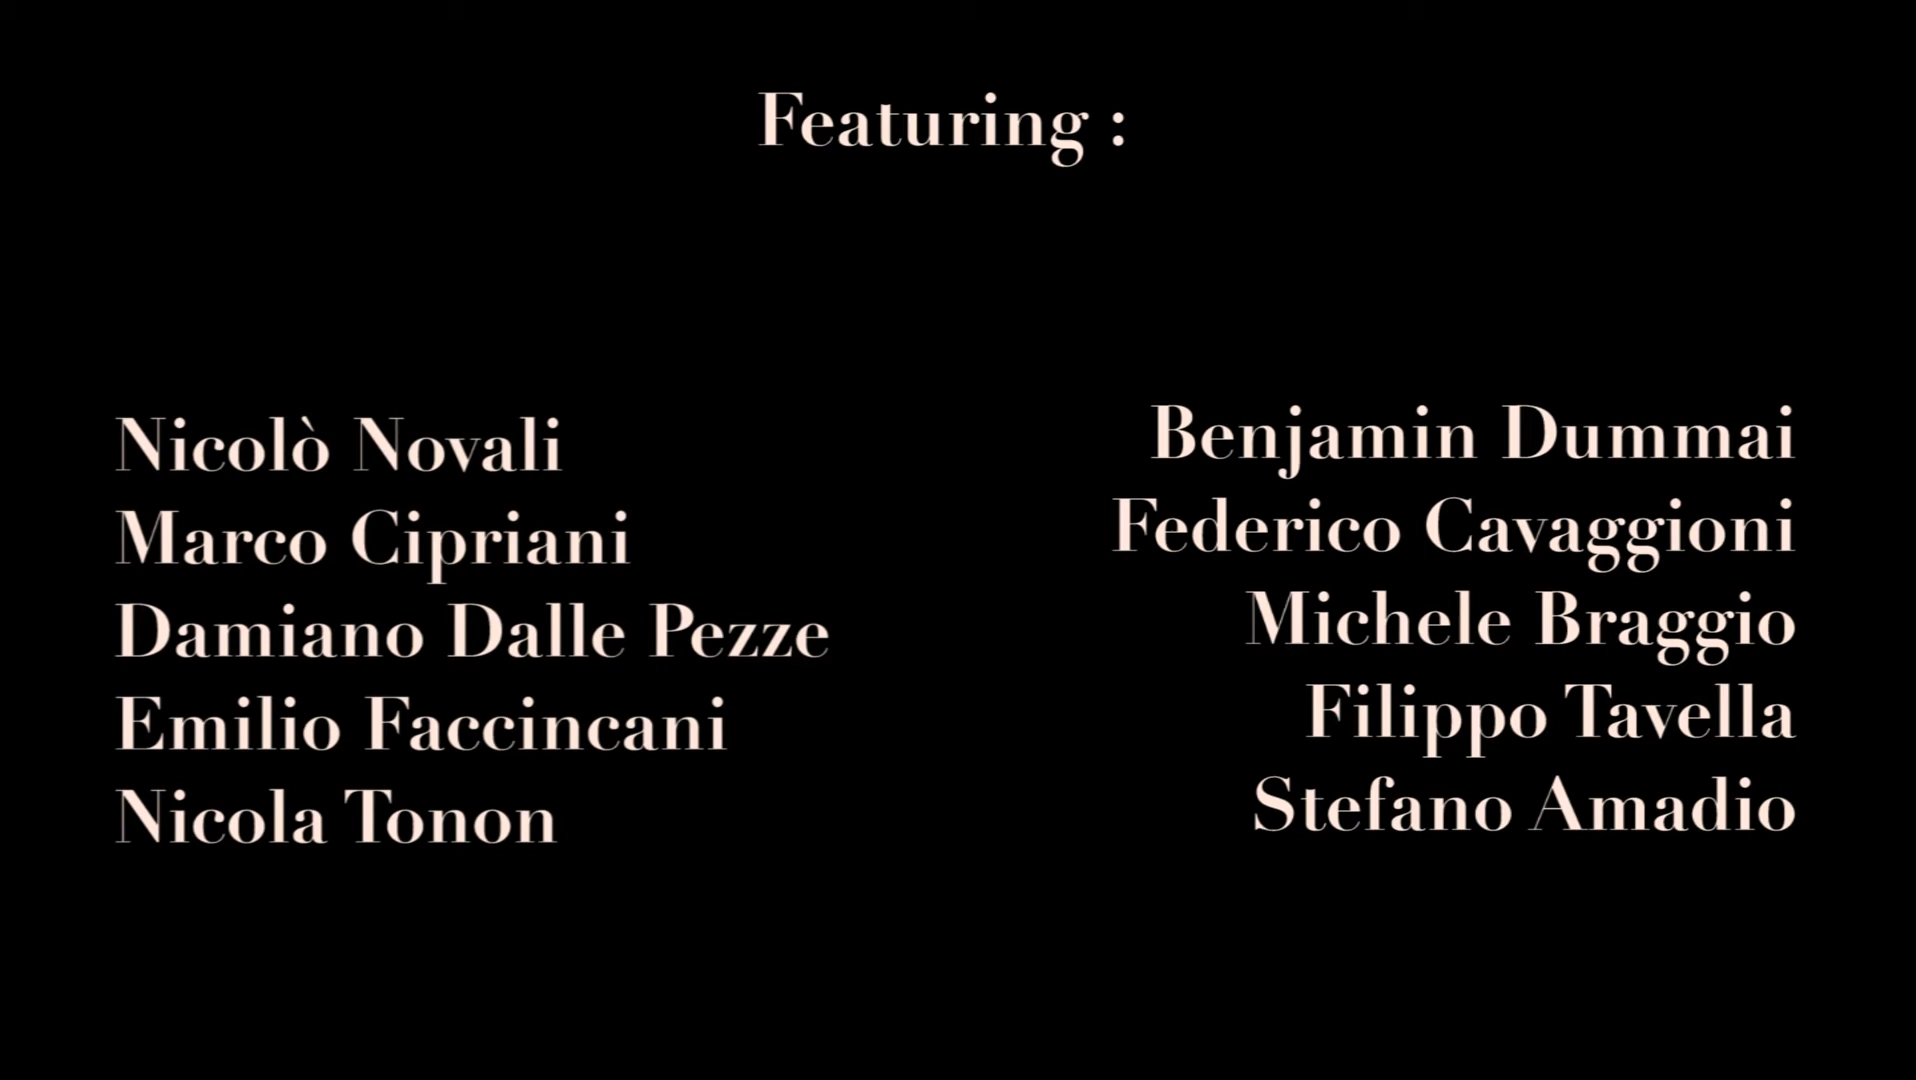 Featuring :
Nicolò Novali
Marco Cipriani
Damiano Dalle Pezze
Emilio Faccincani
Nicola Tonon
Benjamin Dummai
Federico Cavaggioni
Michele Braggio
Filippo Tavella
Stefano Amadio